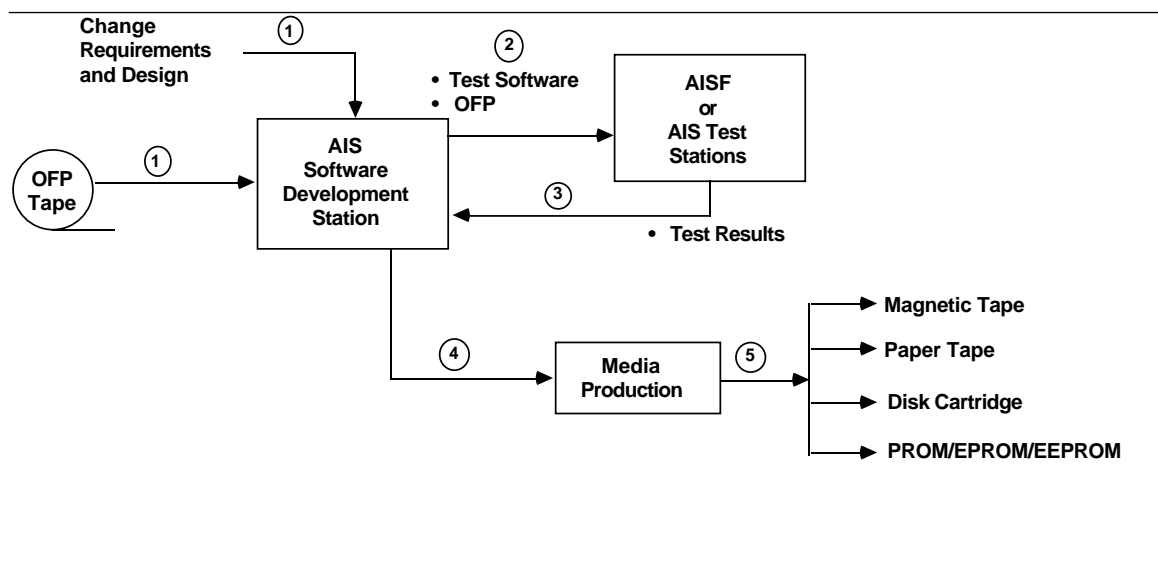 Change
Requirements
and Design
1
2
• Test Software
• OFP
AISF
or
AIS Test
Stations
AIS
Software
Development
Station
1
OFP
Tape
3
• Test Results
4
Media
Production
5
Magnetic Tape
Paper Tape
Disk Cartridge
PROM/EPROM/EEPROM